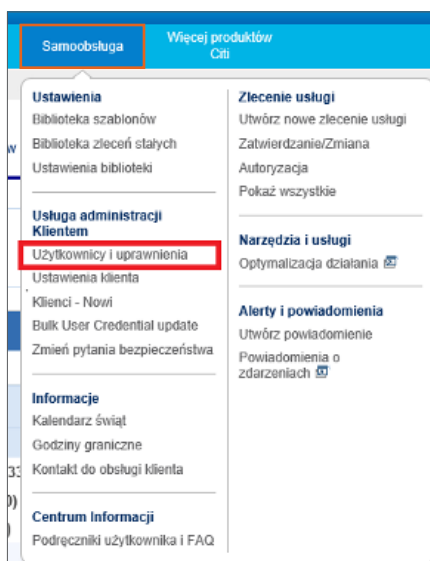 Samoobsługa
Więcej produktów
Citi
Ustawienia
Biblioteka szablonów
Biblioteka zleceń stałych
Ustawienia biblioteki
Usługa administracji
Klientem
Użytkownicy i uprawnienia
Ustawienia klienta
Klienci - Nowi
Bulk User Credential update
Zmień pytania bezpieczeństwa
Informacje
Kalendarz świąt
Godziny graniczne
Kontakt do obsługi klienta
Centrum Informacji
Podręczniki użytkownika i FAQ
Zlecenie usługi
Utwórz nowe zlecenie usługi
Zatwierdzanie/Zmiana
Autoryzacja
Pokaż wszystkie
Narzędzia i usługi
Optymalizacja działania
Alerty i powiadomienia
Utwórz powiadomienie
Powiadomienia o
zdarzeniach
w
33
0)
)